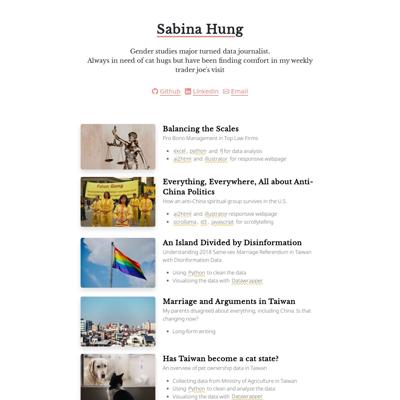 Sabina Hung
Gender studies major turned data journalist.
Always in need of cat hugs but have been finding comfort in my weekly
trader joe's visit
Github LinkedIn Email
Balancing the Scales
Pro Bono Management in Top Law Firms
excel, python and R for data analysis
ai2html and illustrator for responsive webpage
Everything, Everywhere, All about Anti-
China Politics
How an anti-China spiritual group survives in the U.S.
ai2html and illustrator for responsive webpage
scrollama, d3, javascript for scrollytelling
An Island Divided by Disinformation
Understanding 2018 Same-sex Marriage Referendum in Taiwan
with Disinformation Data
Using Python to clean the data
Visualising the data with Datawrapper
Marriage and Arguments in Taiwan
My parents disagreed about everything, including China. Is that
changing now?
Long-form writing
Has Taiwan become a cat state?
An overview of pet ownership data in Taiwan
Collecting data from Ministry of Agriculture in Taiwan
Using Python to clean and analyze the data
Visualising the data with Datawrapper